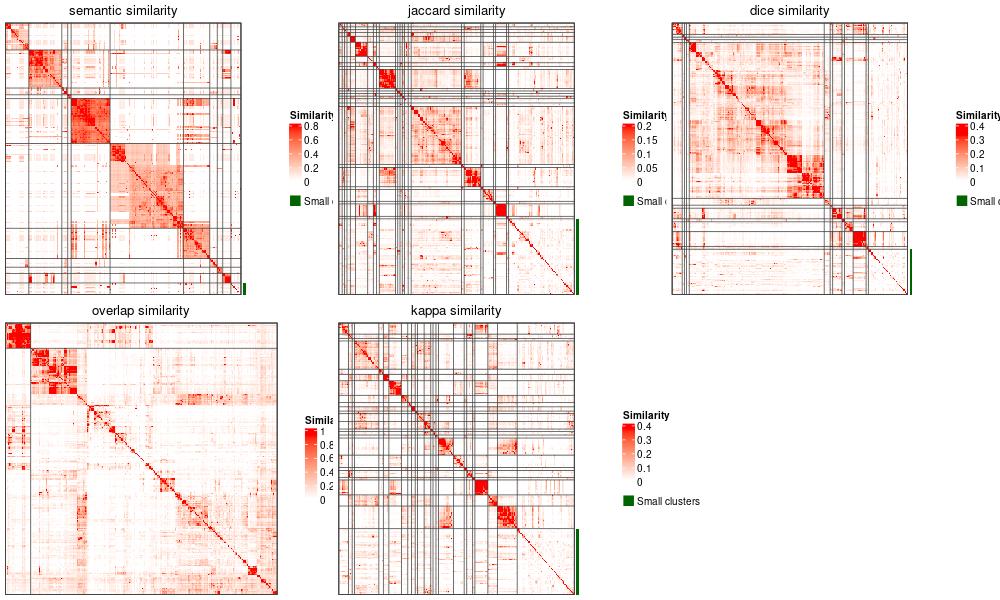 semantic similarity
Similarity
0.8
0.6
0.4
0.2
0
Small
jaccard similarity
Similarity
0.2
0.15
0.1
0.05
0
Small
dice similarity
Similarity
0.4
0.3
0.2
0.1
0
Small c
overlap similarity
Simila
1
0.8
0.6
0.4
0.2
0
kappa similarity
Similarity
0.4
0.3
0.2
0.1
0
Small clusters